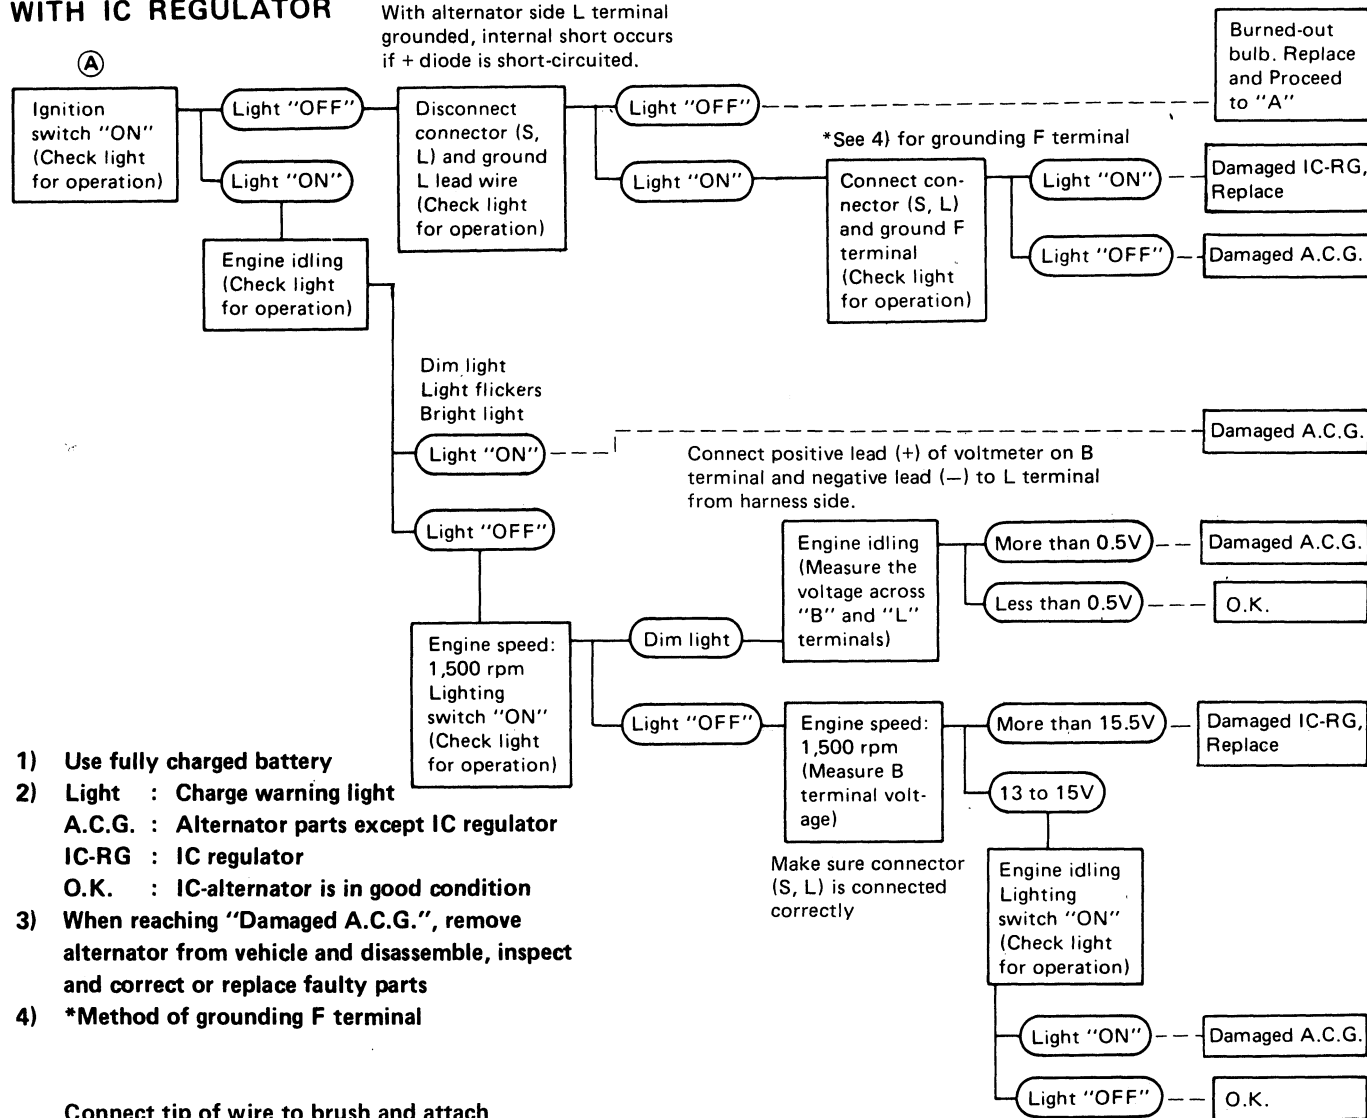 WITH IC REGULATOR
With alternator side L terminal
grounded, internal short occurs
if + diode is short-circuited.
A
Ignition
switch "ON"
(Check light
for operation)
Light "OFF"
Light "ON"
Disconnect
connector (S,
L) and ground
L lead wire
(Check light
for operation)
Light "OFF"
Burned-out
bulb. Replace
and Proceed
to "A"
Light "ON"
*See 4) for grounding F terminal
Connect con-
nector (S, L)
and ground F
terminal
(Check light
for operation)
Light "ON"
Damaged IC-RG,
Replace
Light "OFF"
Damaged A.C.G.
Engine idling
(Check light
for operation)
Dim light
Light flickers
Bright light
Light "ON"
Damaged A.C.G.
Connect positive lead (+) of voltmeter on B
terminal and negative lead (—) to L terminal
from harness side.
Light "OFF"
Engine speed:
1,500 rpm
Lighting
switch "ON"
(Check light
for operation)
Dim light
Engine idling
(Measure the
voltage across
"B" and "L"
terminals)
More than 0.5V
Damaged A.C.G.
Less than 0.5V
O.K.
Light "OFF"
Engine speed:
1,500 rpm
(Measure B
terminal volt-
age)
More than 15.5V
Damaged IC-RG,
Replace
13 to 15V
Make sure connector
(S, L) is connected
correctly
Engine idling
Lighting
switch "ON"
(Check light
for operation)
Light "ON"
Damaged A.C.G.
Light "OFF"
O.K.
1) Use fully charged battery
2) Light : Charge warning light
A.C.G. : Alternator parts except IC regulator
IC-RG : IC regulator
O.K. : IC-alternator is in good condition
3) When reaching "Damaged A.C.G.", remove
alternator from vehicle and disassemble, inspect
and correct or replace faulty parts
4) *Method of grounding F terminal
Connect tip of wire to brush and attach